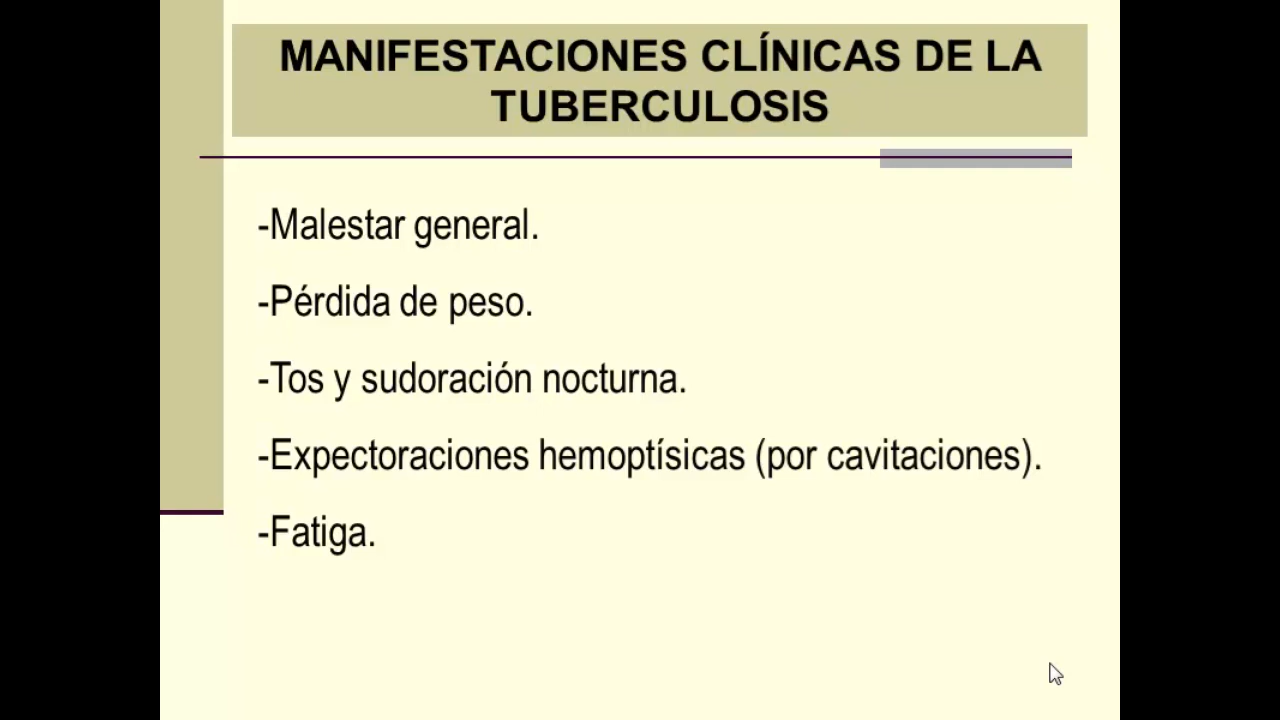 MANIFESTACIONES CLÍNICAS DE LA
TUBERCULOSIS
-Malestar general.
-Pérdida de peso.
-Tos y sudoración nocturna.
-Expectoraciones hemoptísicas (por cavitaciones).
-Fatiga.